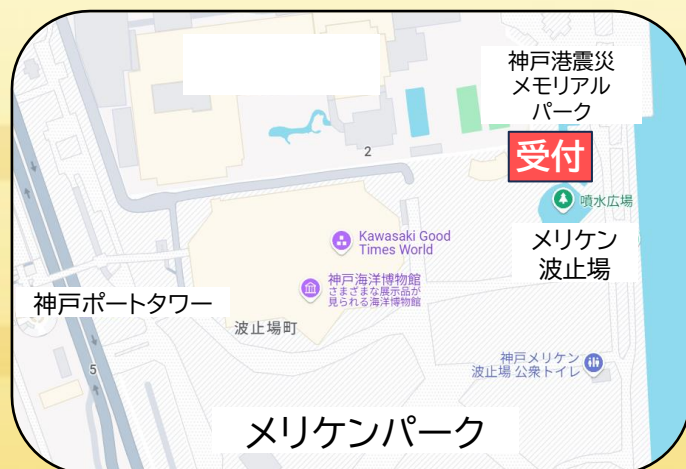 神戸港震災
メモリアル
パーク
受付
2
噴水広場
Kawasaki Good
Times World
メリケン
波止場
神戸海洋博物館
さまざまな展示品が
見られる海洋博物館
神戸ポートタワー
波止場町
神戸メリケン
波止場 公衆トイレ
5
メリケンパーク